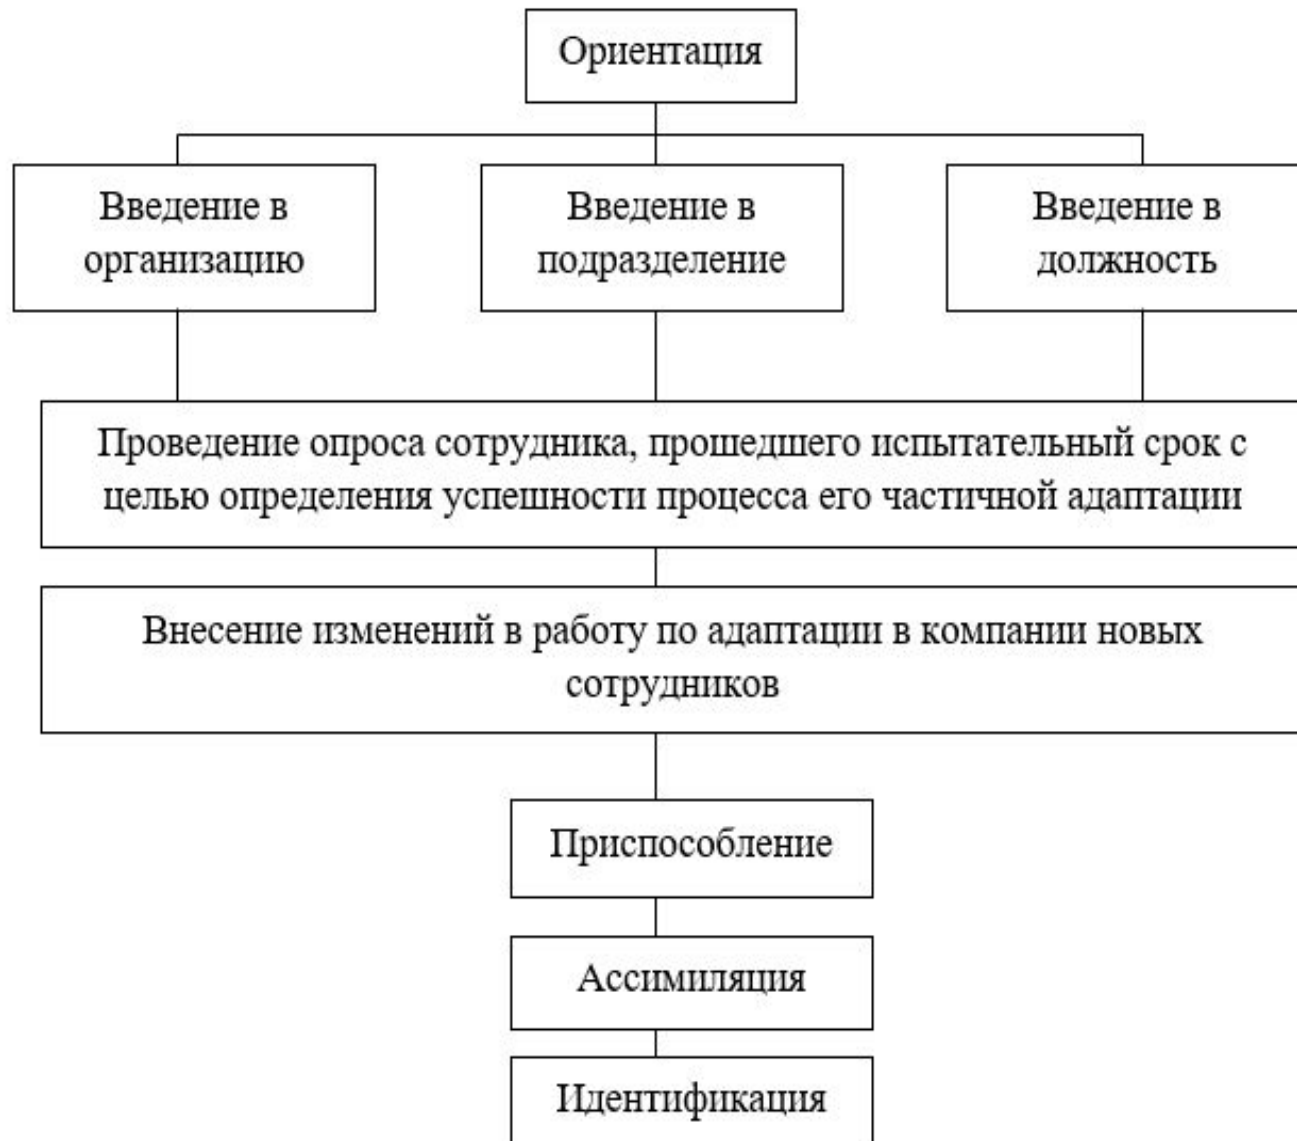 Ориентация
Введение в
организацию
Введение в
подразделение
Введение в
должность
Проведение опроса сотрудника, прошедшего испытательный срок с
целью определения успешности процесса его частичной адаптации
Внесение изменений в работу по адаптации в компании новых
сотрудников
Приспособление
Ассимиляция
Идентификация